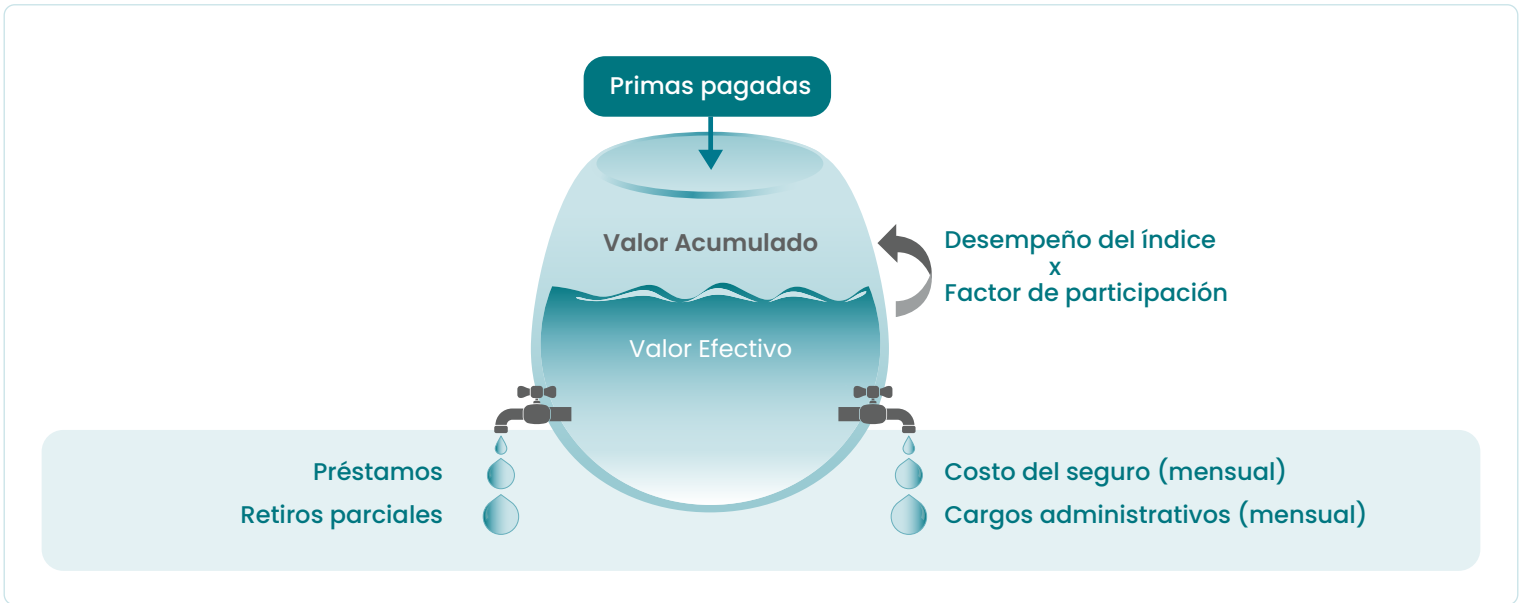 Primas pagadas
Valor Acumulado
Desempeño del índice
x
Factor de participación
Valor Efectivo
Préstamos
Retiros parciales
Costo del seguro (mensual)
Cargos administrativos (mensual)